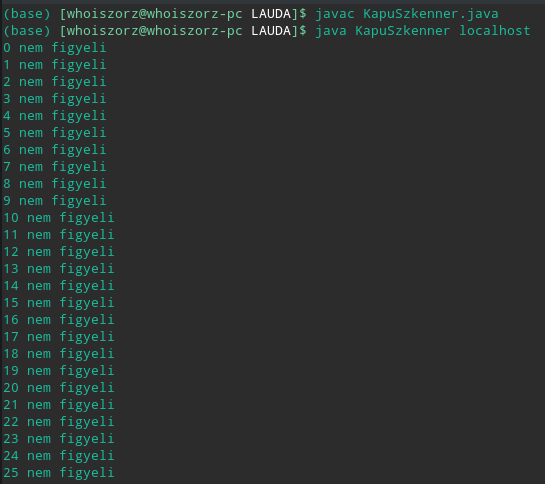 (base) [whoiszorz@whoiszorz-pc LAUDA]$ javac KapuSzkenner.java
(base) [whoiszorz@whoiszorz-pc LAUDA]$ java KapuSzkenner localhost
0 nem figyeli
1 nem figyeli
2 nem figyeli
3 nem figyeli
4 nem figyeli
5 nem figyeli
6 nem figyeli
7 nem figyeli
8 nem figyeli
9 nem figyeli
10 nem figyeli
11 nem figyeli
12 nem figyeli
13 nem figyeli
14 nem figyeli
15 nem figyeli
16 nem figyeli
17 nem figyeli
18 nem figyeli
19 nem figyeli
20 nem figyeli
21 nem figyeli
22 nem figyeli
23 nem figyeli
24 nem figyeli
25 nem figyeli